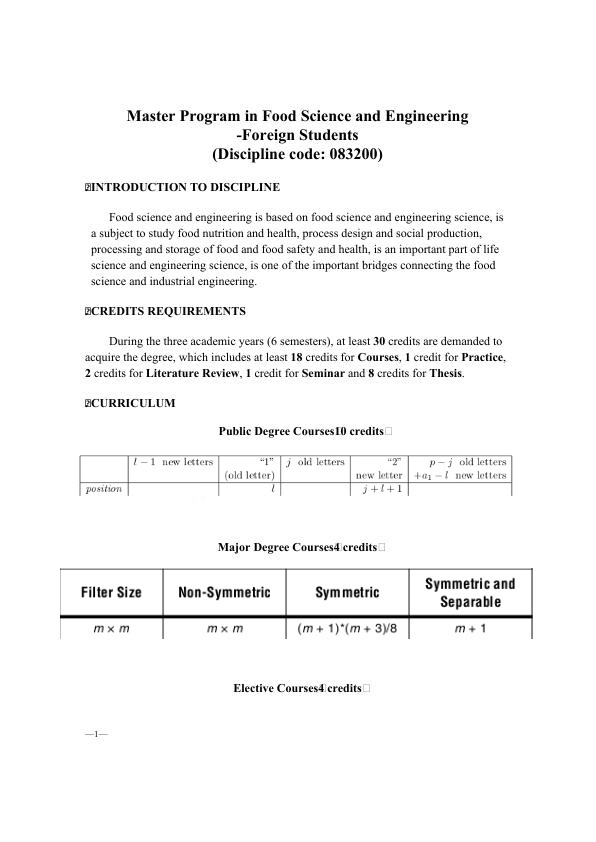 Master Program in Food Science and Engineering
-Foreign Students
(Discipline code: 083200)
INTRODUCTION TO DISCIPLINE
Food science and engineering is based on food science and engineering science, is
a subject to study food nutrition and health, process design and social production,
processing and storage of food and food safety and health, is an important part of life
science and engineering science, is one of the important bridges connecting the food
science and industrial engineering.
CREDITS REQUIREMENTS
During the three academic years (6 semesters), at least 30 credits are demanded to
acquire the degree, which includes at least 18 credits for Courses, 1 credit for Practice,
2 credits for Literature Review, 1 credit for Seminar and 8 credits for Thesis.
CURRICULUM
Public Degree Courses10 credits
l − 1 new letters “1” j old letters “2” p − j old letters
(old letter) new letter +a₁ − l new letters
position l j + l + 1
Major Degree Courses4 credits
Filter Size Non-Symmetric Symmetric Symmetric and
Separable
m × m m × m (m + 1)*(m + 3)/8 m + 1
Elective Courses4 credits
—1—